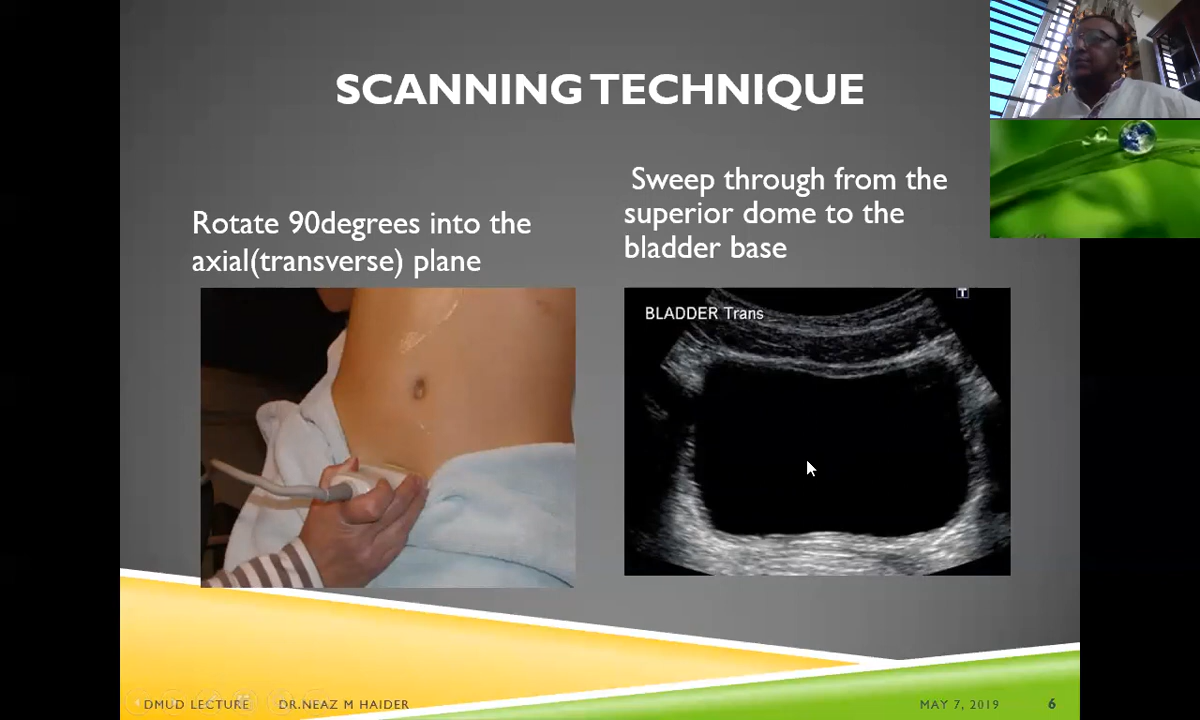 SCANNING TECHNIQUE
Rotate 90degrees into the
axial(transverse) plane
Sweep through from the
superior dome to the
bladder base
T
BLADDER Trans
DMUD LECTURE DR.NEAZ M HAIDER
MAY 7, 2019
6